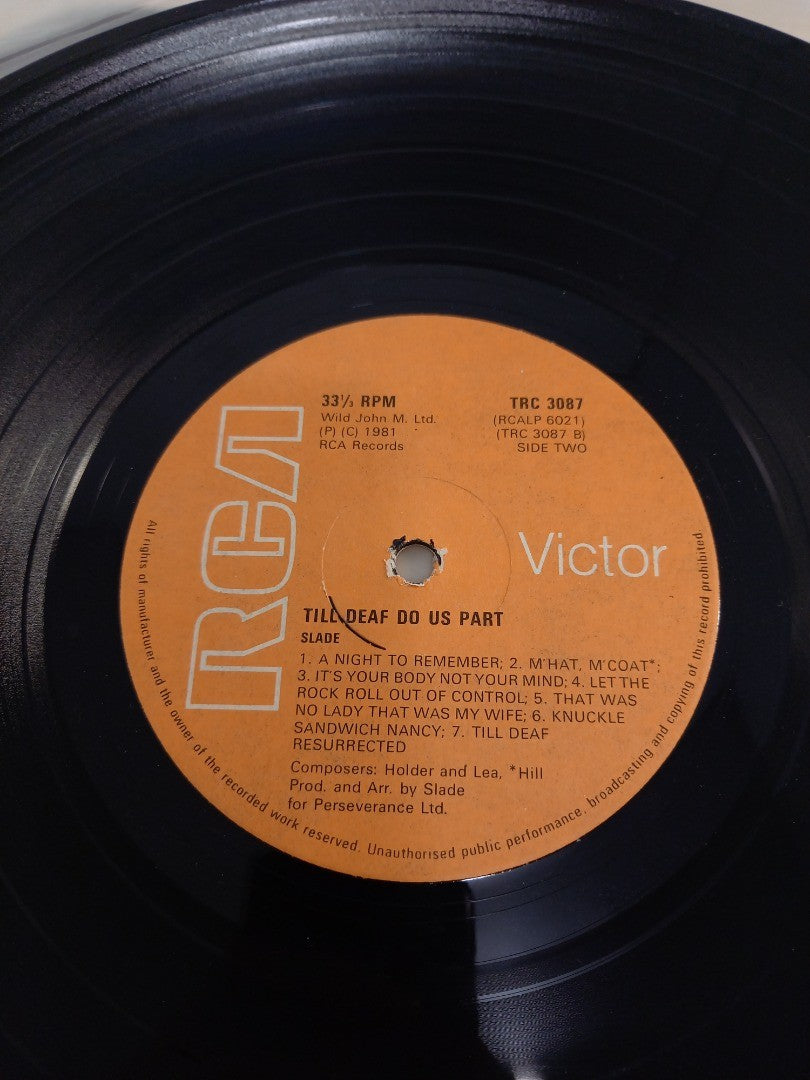 RCA
33⅓ RPM
Wild John M. Ltd.
(P) (C) 1981
RCA Records
TRC 3087
(RCALP 6021)
(TRC 3087 B)
SIDE TWO
Victor
TILL DEAF DO US PART
SLADE
1. A NIGHT TO REMEMBER; 2. M'HAT, M'COAT*;
3. IT'S YOUR BODY NOT YOUR MIND; 4. LET THE
ROCK ROLL OUT OF CONTROL; 5. THAT WAS
NO LADY THAT WAS MY WIFE; 6. KNUCKLE
SANDWICH NANCY; 7. TILL DEAF
RESURRECTED
Composers: Holder and Lea, *Hill
Prod. and Arr. by Slade
for Perseverance Ltd.
All rights of manufacturer and the owner of the recorded work reserved. Unauthorised public performance, broadcasting and copying of this record prohibited.